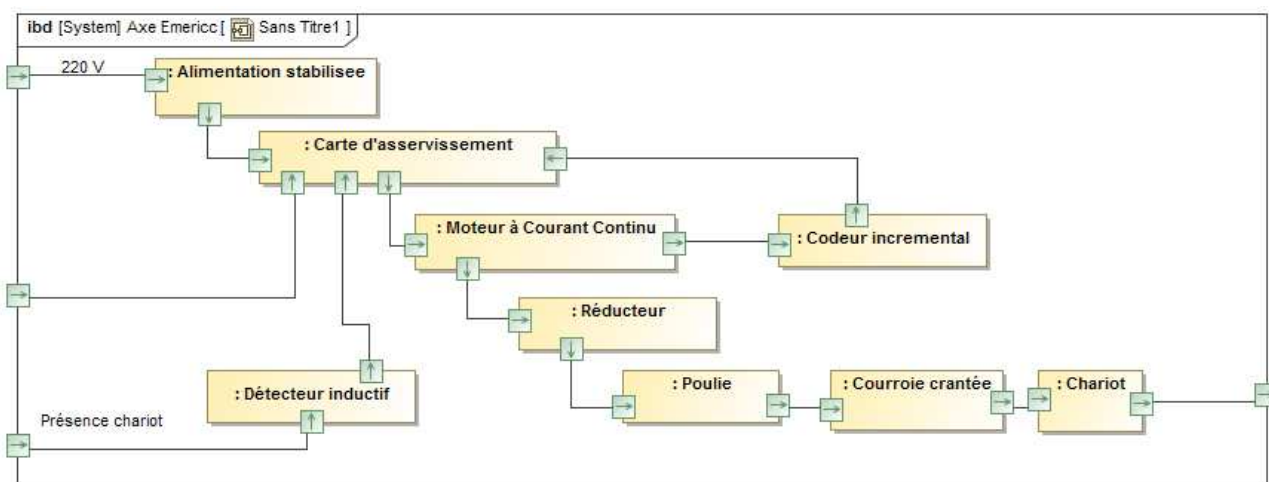 ibd [System] Axe Emericc [ Sans Titre1 ]
220 V
: Alimentation stabilisee
: Carte d'asservissement
: Moteur à Courant Continu
: Codeur incremental
: Réducteur
: Détecteur inductif
: Poulie
: Courroie crantée
: Chariot
Présence chariot